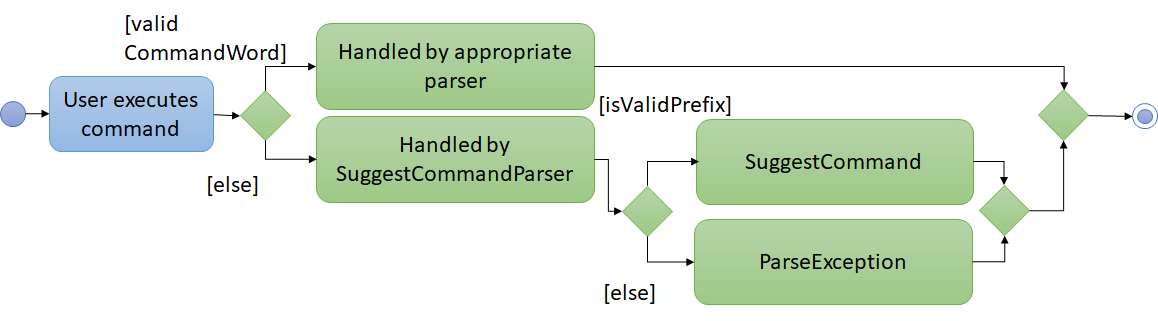 [valid
CommandWord]
User executes
command
Handled by appropriate
parser
[else]
Handled by
SuggestCommandParser
[isValidPrefix]
SuggestCommand
[else]
ParseException